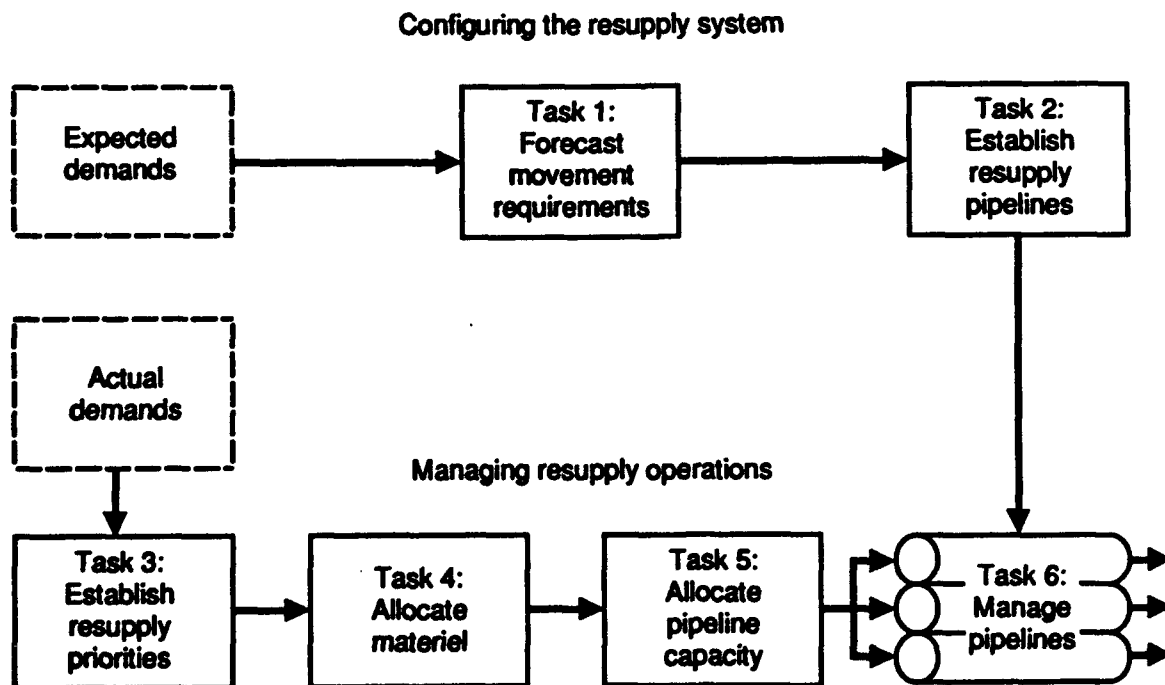 Configuring the resupply system
Expected
demands
Task 1:
Forecast
movement
requirements
Task 2:
Establish
resupply
pipelines
Actual
demands
Managing resupply operations
Task 3:
Establish
resupply
priorities
Task 4:
Allocate
materiel
Task 5:
Allocate
pipeline
capacity
Task 6:
Manage
pipelines